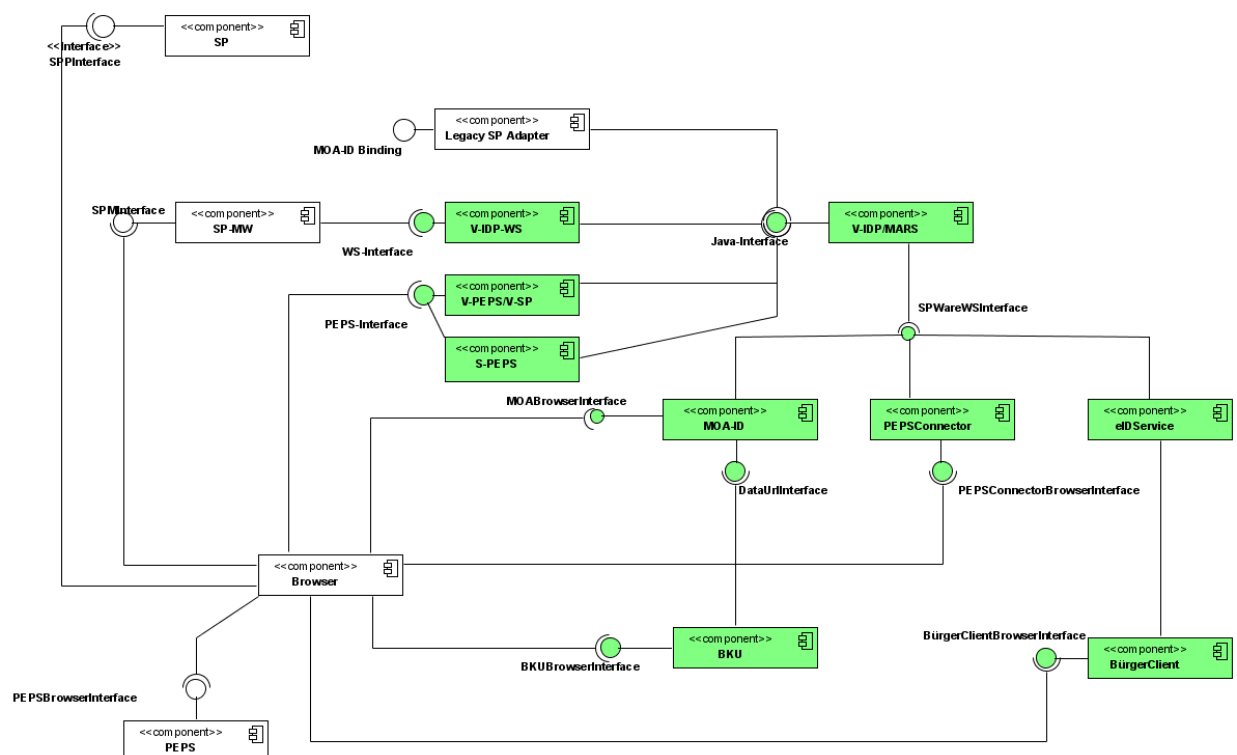 <<component>>
SP
<<Interface>>
SPPInterface
<<component>>
Legacy SP Adapter
MOA-ID Binding
SPMInterface
<<component>>
SP-MW
WS-Interface
<<component>>
V-IDP-WS
Java-Interface
<<component>>
V-IDP/MARS
<<component>>
V-PEPS/V-SP
PEPS-Interface
SPWareWSInterface
<<component>>
S-PEPS
MOABrowserInterface
<<component>>
MOA-ID
<<component>>
PEPSConnector
<<component>>
eIDService
DataUrlInterface
PEPSConnectorBrowserInterface
<<component>>
Browser
<<component>>
BKU
BKUBrowserInterface
BürgerClientBrowserInterface
<<component>>
BürgerClient
PEPSBrowserInterface
<<component>>
PEPS